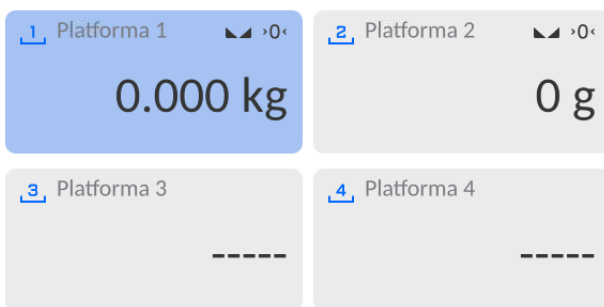 1 Platforma 1 ›0‹
0.000 kg
2 Platforma 2 ›0‹
0 g
3 Platforma 3
-----
4 Platforma 4
-----